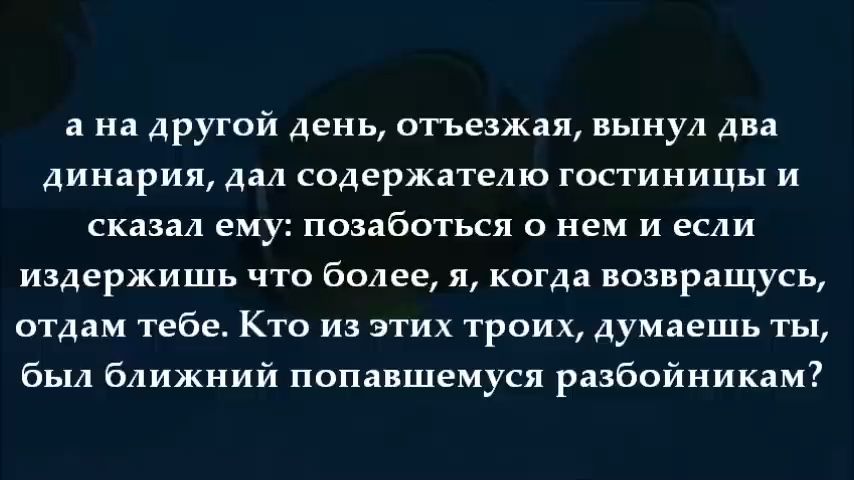 а на другой день, отъезжая, вынул два
динария, дал содержателю гостиницы и
сказал ему: позаботься о нем и если
издержишь что более, я, когда возвращусь,
отдам тебе. Кто из этих троих, думаешь ты,
был ближний попавшемуся разбойникам?